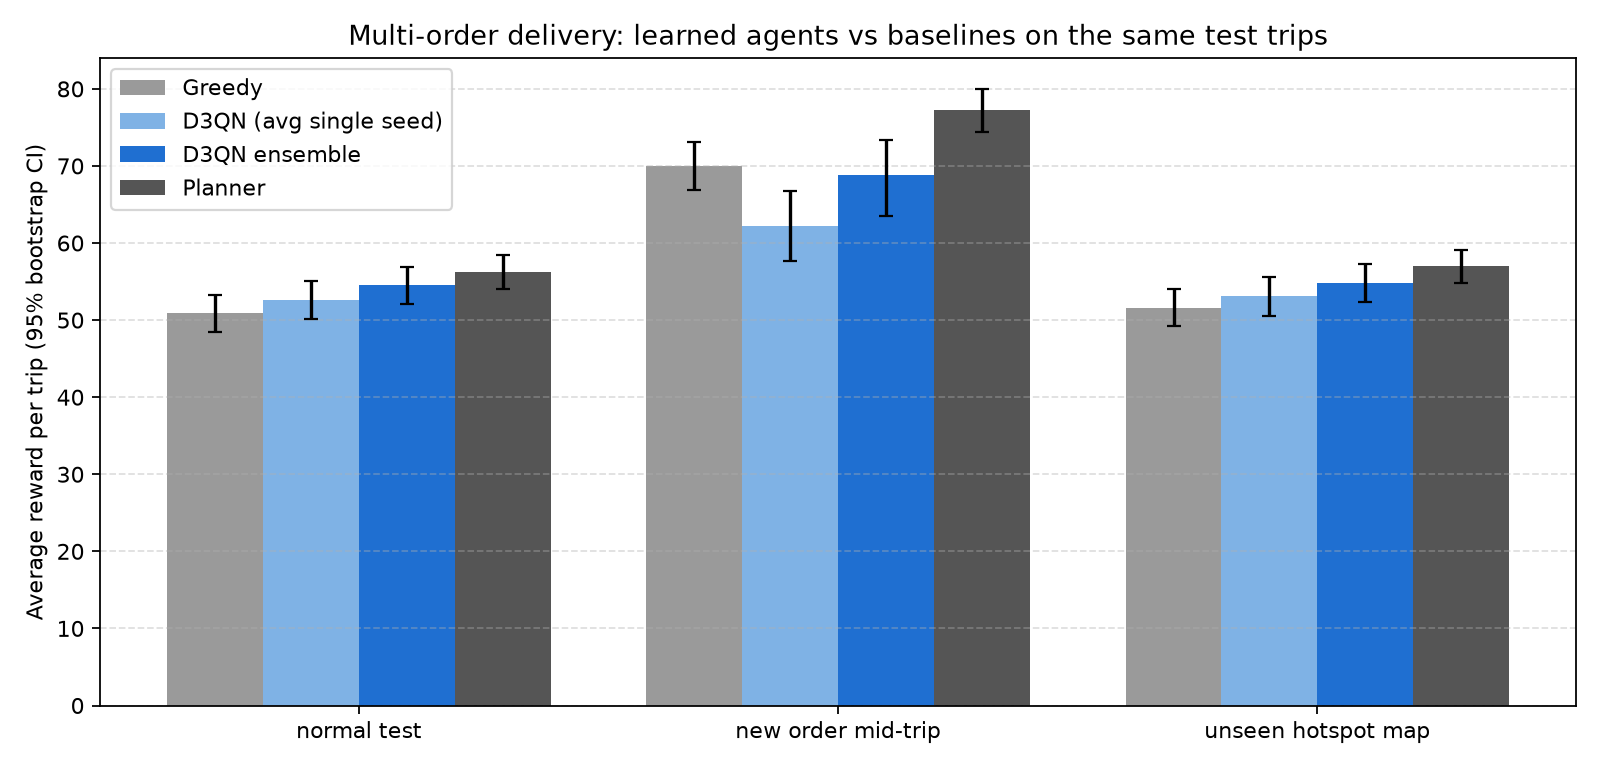 Multi-order delivery: learned agents vs baselines on the same test trips
Average reward per trip (95% bootstrap CI)
80
70
60
50
40
30
20
10
0
Greedy
D3QN (avg single seed)
D3QN ensemble
Planner
normal test
new order mid-trip
unseen hotspot map